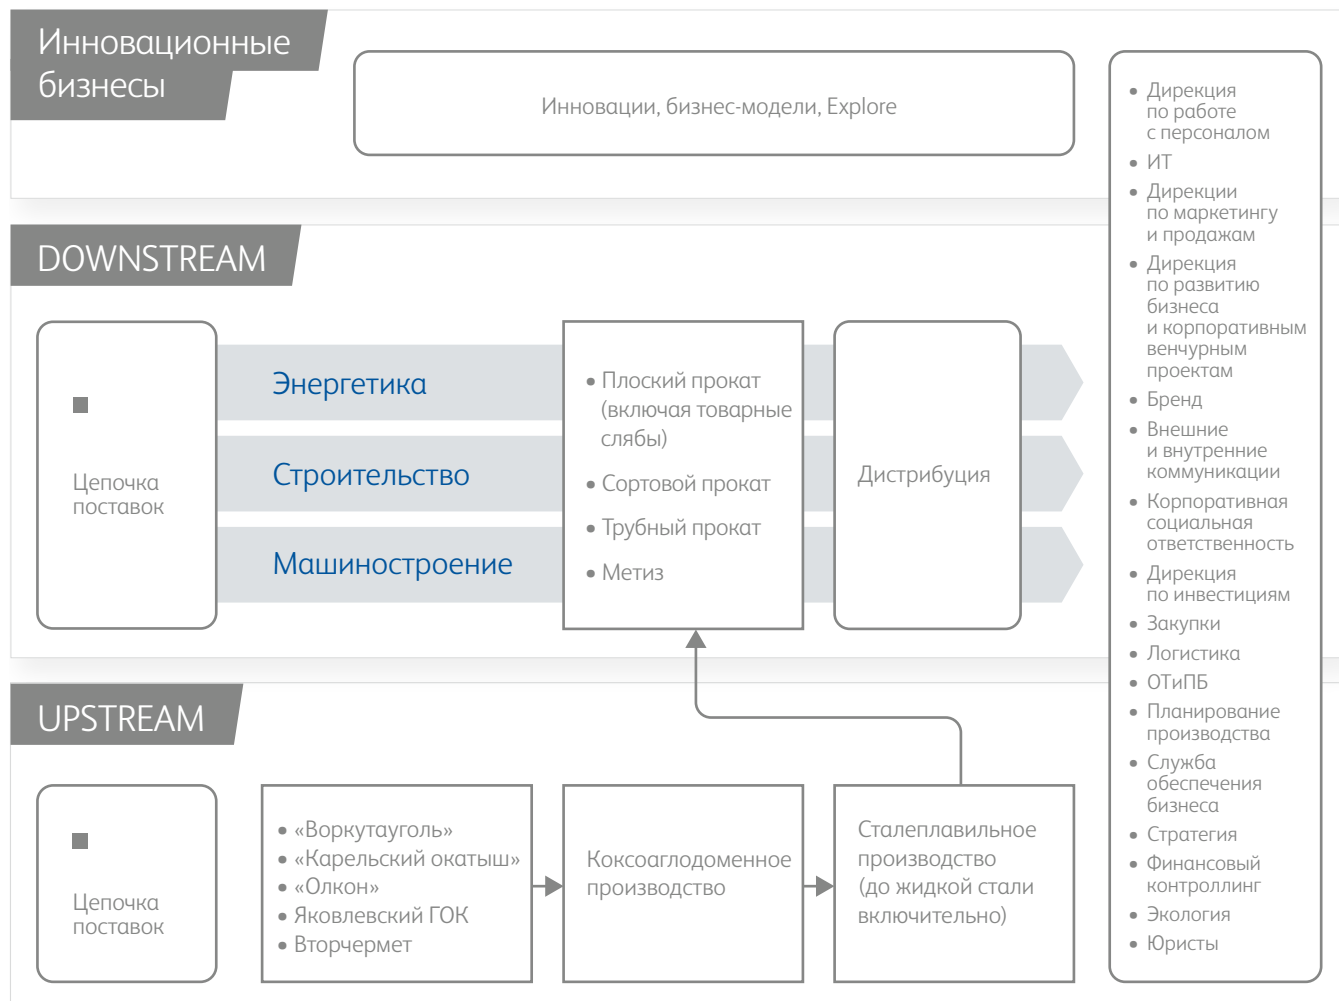 Инновационные
бизнесы
Инновации, бизнес-модели, Explore
DOWNSTREAM
Цепочка
поставок
Энергетика
Строительство
Машиностроение
• Плоский прокат
(включая товарные
слябы)
• Сортовой прокат
• Трубный прокат
• Метиз
Дистрибуция
UPSTREAM
Цепочка
поставок
• «Воркутауголь»
• «Карельский окатыш»
• «Олкон»
• Яковлевский ГОК
• Вторчермет
Коксоаглодоменное
производство
Сталеплавильное
производство
(до жидкой стали
включительно)
• Дирекция
по работе
с персоналом
• ИТ
• Дирекции
по маркетингу
и продажам
• Дирекция
по развитию
бизнеса
и корпоративным
венчурным
проектам
• Бренд
• Внешние
и внутренние
коммуникации
• Корпоративная
социальная
ответственность
• Дирекция
по инвестициям
• Закупки
• Логистика
• ОТиПБ
• Планирование
производства
• Служба
обеспечения
бизнеса
• Стратегия
• Финансовый
контроллинг
• Экология
• Юристы